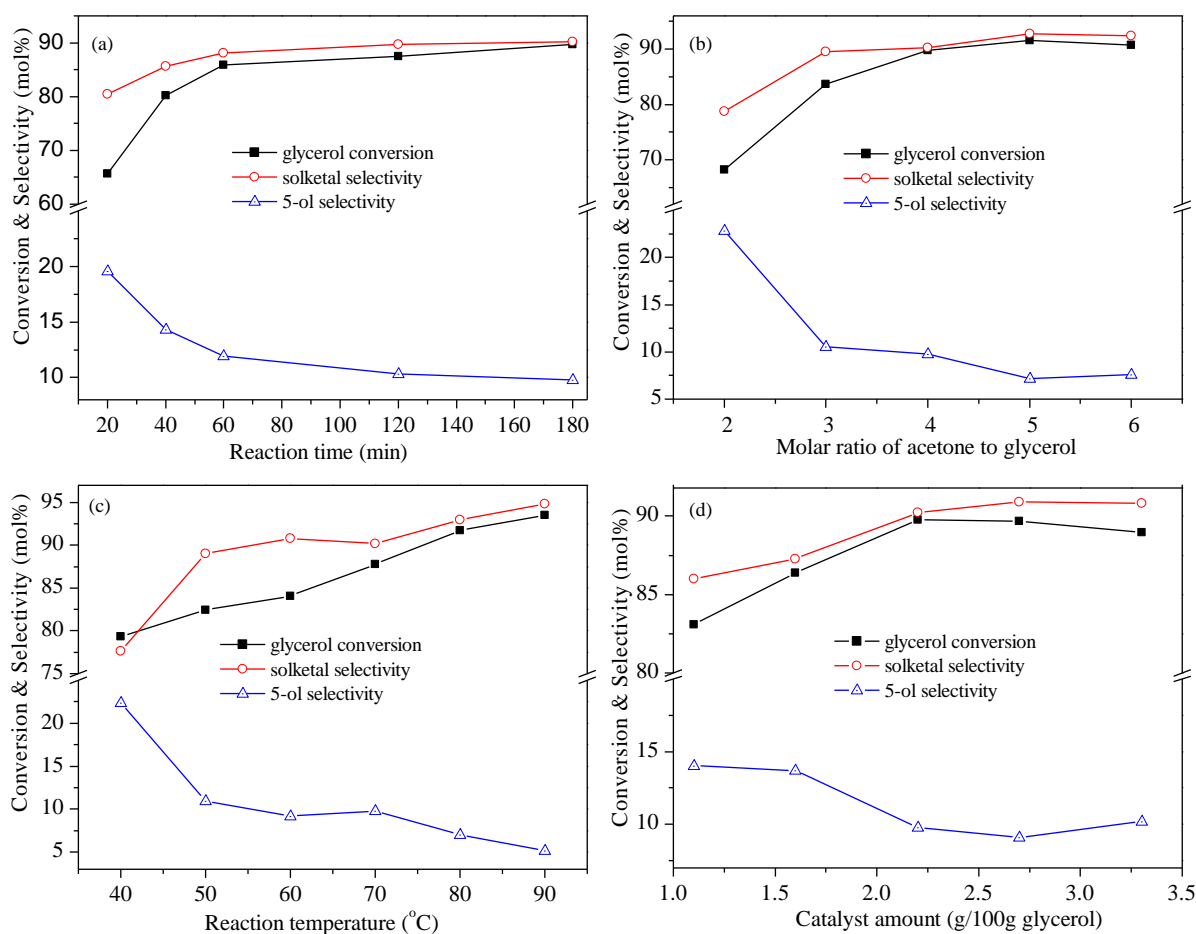 (a)
Conversion & Selectivity (mol%)
90
80
70
60
20
15
10
glycerol conversion
solketal selectivity
5-ol selectivity
20 40 60 80 100 120 140 160 180
Reaction time (min)
(b)
Conversion & Selectivity (mol%)
90
80
70
25
20
15
10
5
glycerol conversion
solketal selectivity
5-ol selectivity
2 3 4 5 6
Molar ratio of acetone to glycerol
(c)
Conversion & Selectivity (mol%)
95
90
85
80
75
20
15
10
5
glycerol conversion
solketal selectivity
5-ol selectivity
40 50 60 70 80 90
Reaction temperature (°C)
(d)
Conversion & Selectivity (mol%)
90
85
80
15
10
glycerol conversion
solketal selectivity
5-ol selectivity
1.0 1.5 2.0 2.5 3.0 3.5
Catalyst amount (g/100g glycerol)